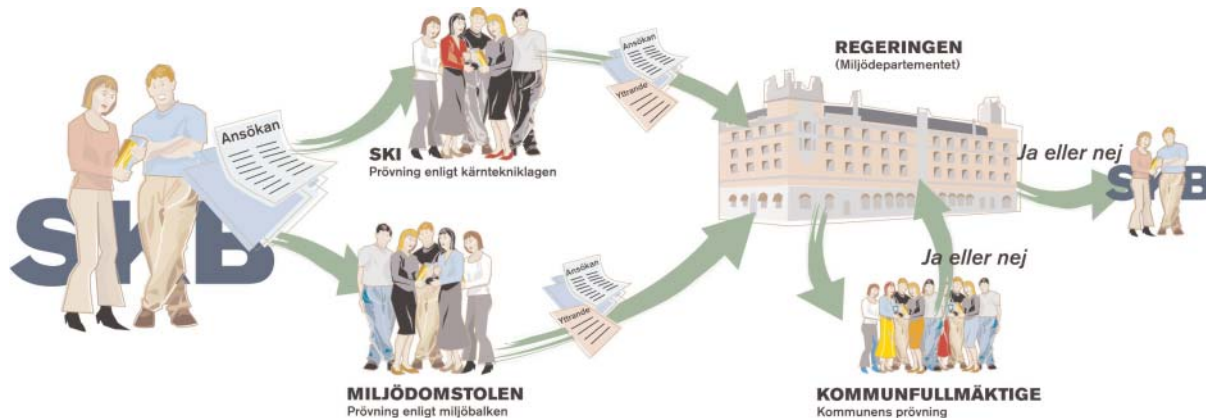 SKB
Ansökan
SKI
Prövning enligt kärntekniklagen
Ansökan
Yttrande
MILJÖDOMSTOLEN
Prövning enligt miljöbalken
Ansökan
Yttrande
REGERINGEN
(Miljödepartementet)
Ja eller nej
KOMMUNFULLMÄKTIGE
Kommunens prövning
Ja eller nej
SKB